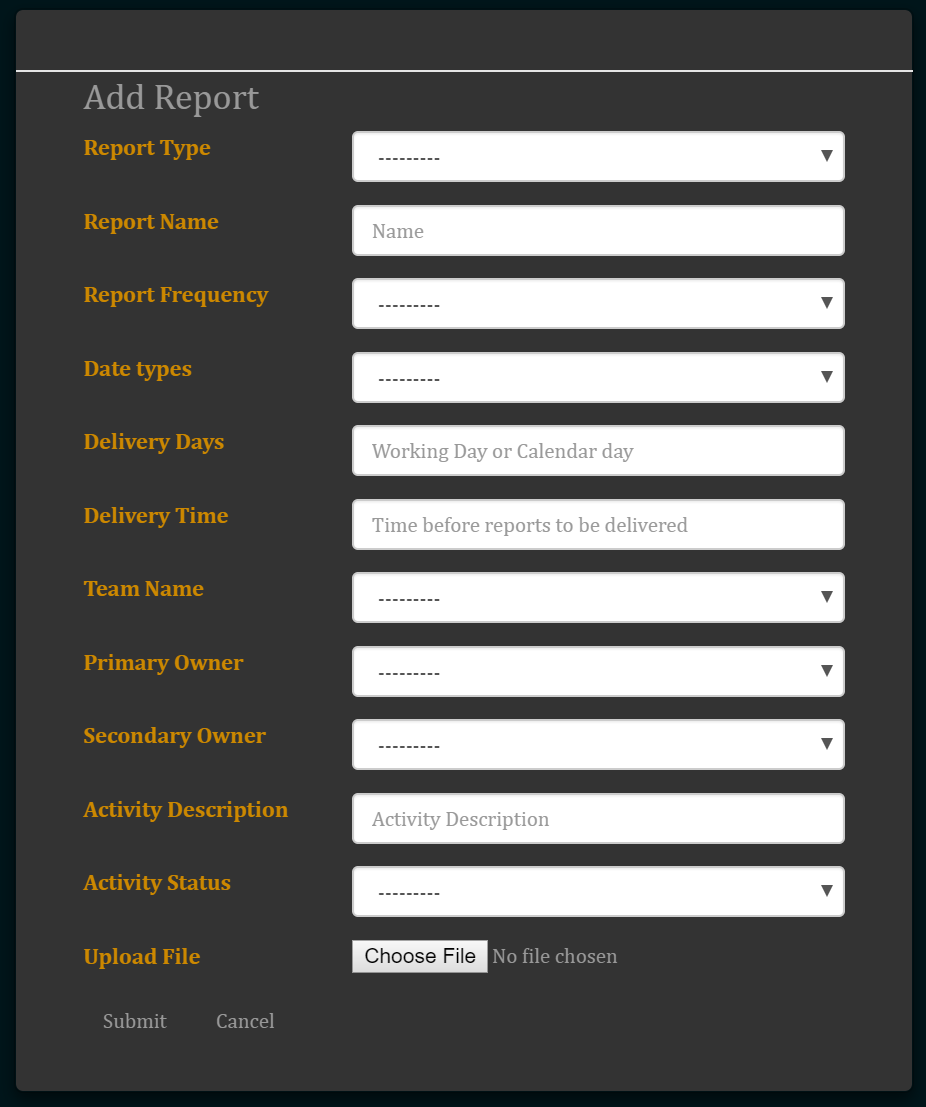 Add Report
Report Type ---------
Report Name Name
Report Frequency ---------
Date types ---------
Delivery Days Working Day or Calendar day
Delivery Time Time before reports to be delivered
Team Name ---------
Primary Owner ---------
Secondary Owner ---------
Activity Description Activity Description
Activity Status ---------
Upload File Choose File No file chosen
Submit Cancel